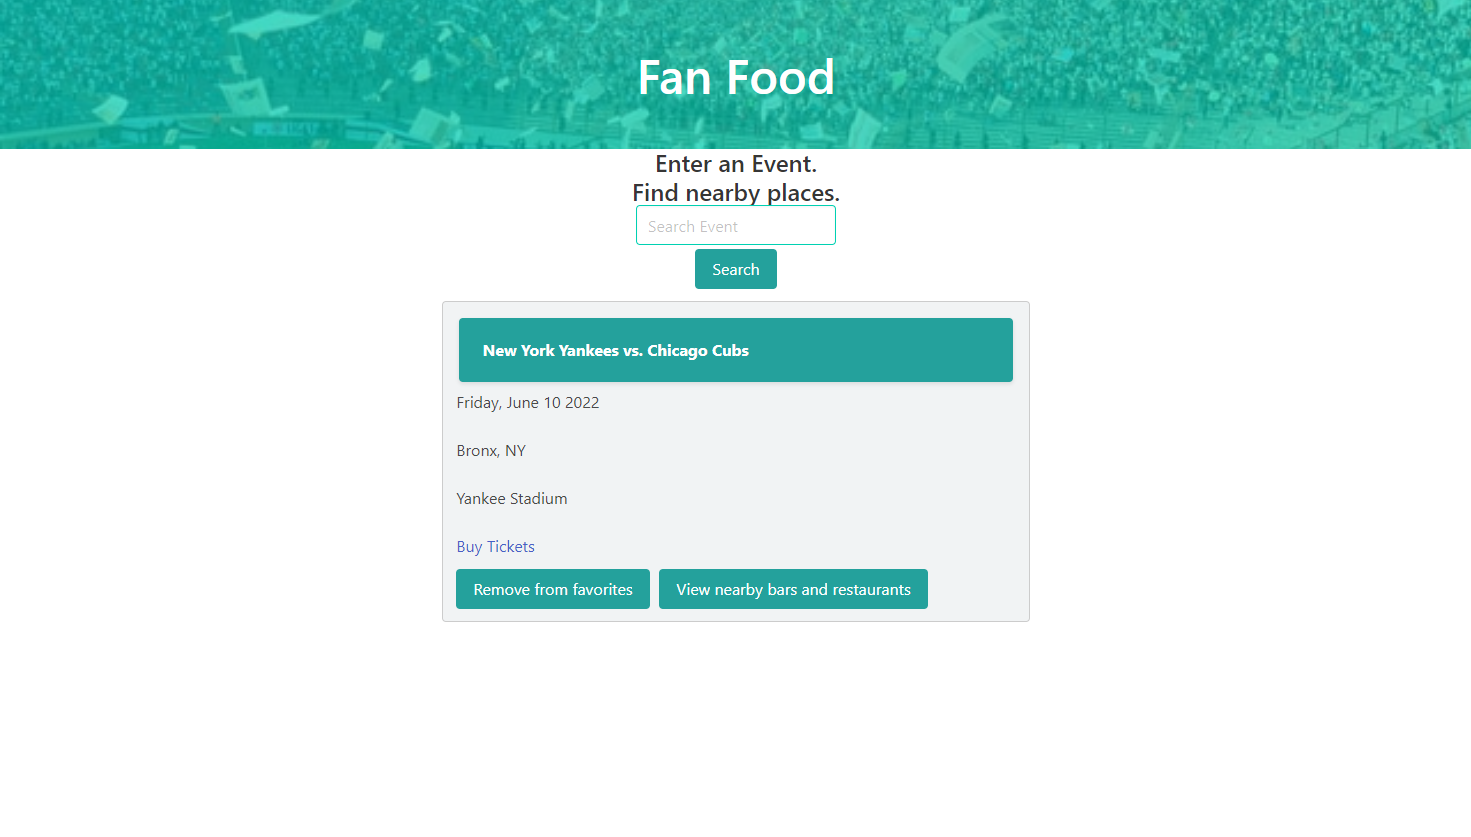 Fan Food
Enter an Event.
Find nearby places.
Search Event
Search
New York Yankees vs. Chicago Cubs
Friday, June 10 2022
Bronx, NY
Yankee Stadium
Buy Tickets
Remove from favorites
View nearby bars and restaurants